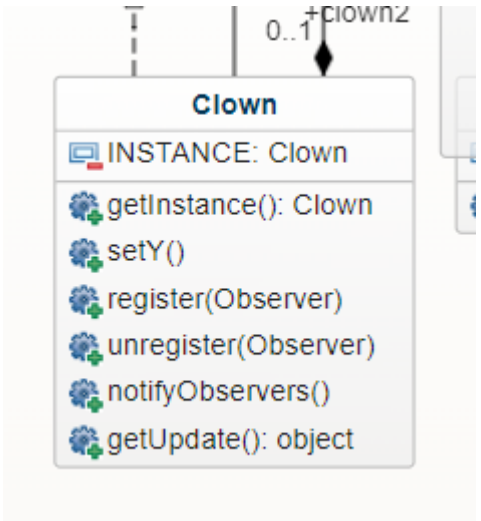 +clown2
0..1
Clown
INSTANCE: Clown
getInstance(): Clown
setY()
register(Observer)
unregister(Observer)
notifyObservers()
getUpdate(): object